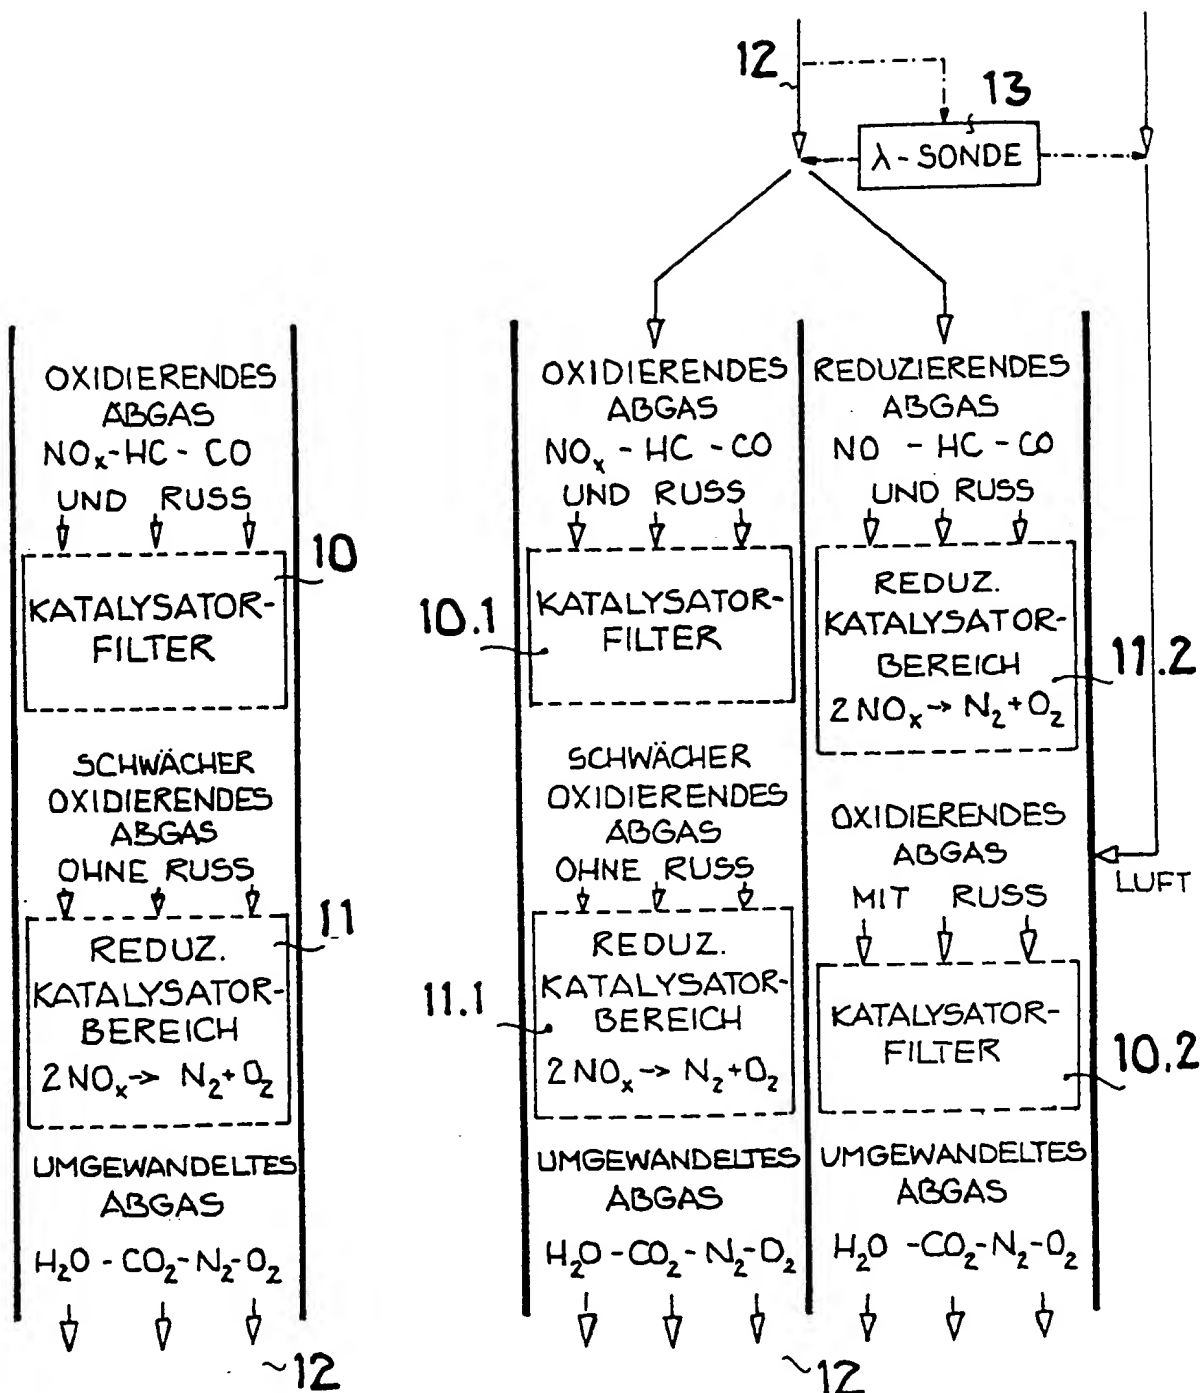 12
13
λ-SONDE
OXIDIERENDES
ABGAS
NOx-HC-CO
UND RUSS
10
KATALYSATOR-
FILTER
SCHWÄCHER
OXIDIERENDES
ABGAS
OHNE RUSS
11
REDUZ.
KATALYSATOR-
BEREICH
2NOx→ N2+O2
UMGEWANDELTES
ABGAS
H2O-CO2-N2-O2
12
OXIDIERENDES
ABGAS
NOx-HC-CO
UND RUSS
10.1
KATALYSATOR-
FILTER
SCHWÄCHER
OXIDIERENDES
ABGAS
OHNE RUSS
11.1
REDUZ.
KATALYSATOR-
BEREICH
2NOx→ N2+O2
UMGEWANDELTES
ABGAS
H2O-CO2-N2-O2
12
REDUZIERENDES
ABGAS
NO-HC-CO
UND RUSS
REDUZ.
KATALYSATOR-
BEREICH
2NOx→ N2+O2
11.2
OXIDIERENDES
ABGAS
LUFT
MIT RUSS
KATALYSATOR-
FILTER
10.2
UMGEWANDELTES
ABGAS
H2O-CO2-N2-O2